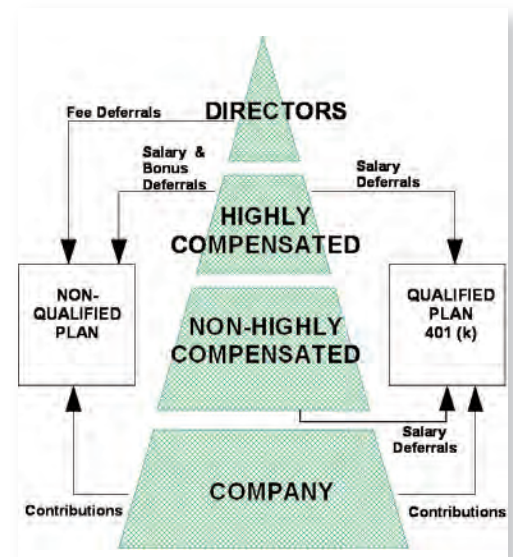 DIRECTORS
Fee Deferrals
Salary &
Bonus
Deferrals
Salary
Deferrals
HIGHLY
COMPENSATED
NON-
QUALIFIED
PLAN
QUALIFIED
PLAN
401 (k)
NON-HIGHLY
COMPENSATED
Salary
Deferrals
COMPANY
Contributions
Contributions